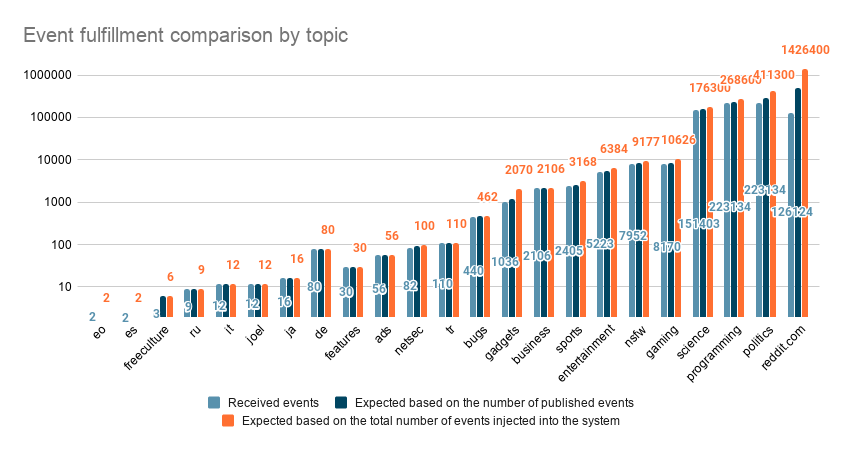 Event fulfillment comparison by topic
1426400
1000000
176300 268600 411300
100000
10000
6384 9177 10626
1000
2070 2106 3168
462
100
80 30 56 100 110
10
2 2 6 9 12 12 16
2 2 3 9 12 12 16 80 30 56 82 110 440 1036 2106 2405 5223 7952 8170 151403 223134 223134 126124
eo es freeculture ru it joel ja de features ads netsec tr bugs gadgets business sports entertainment nsfw gaming science programming politics reddit.com
Received events Expected based on the number of published events
Expected based on the total number of events injected into the system